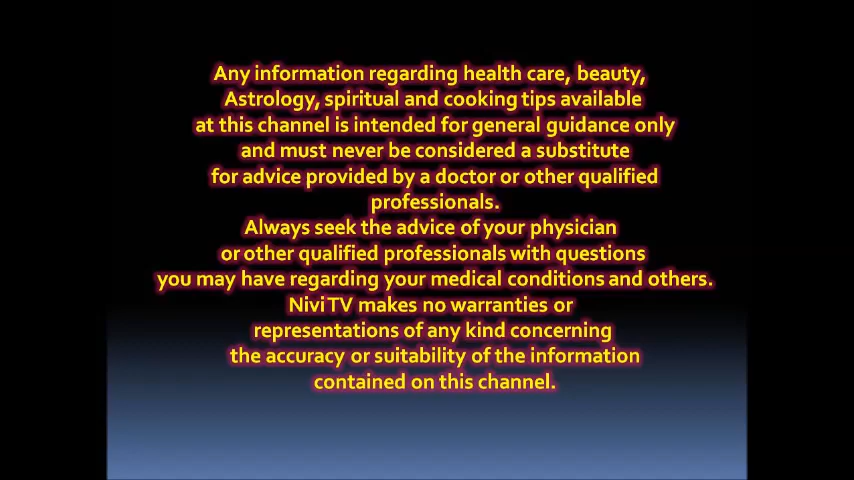 Any information regarding health care, beauty,
Astrology, spiritual and cooking tips available
at this channel is intended for general guidance only
and must never be considered a substitute
for advice provided by a doctor or other qualified
professionals.
Always seek the advice of your physician
or other qualified professionals with questions
you may have regarding your medical conditions and others.
Nivi TV makes no warranties or
representations of any kind concerning
the accuracy or suitability of the information
contained on this channel.